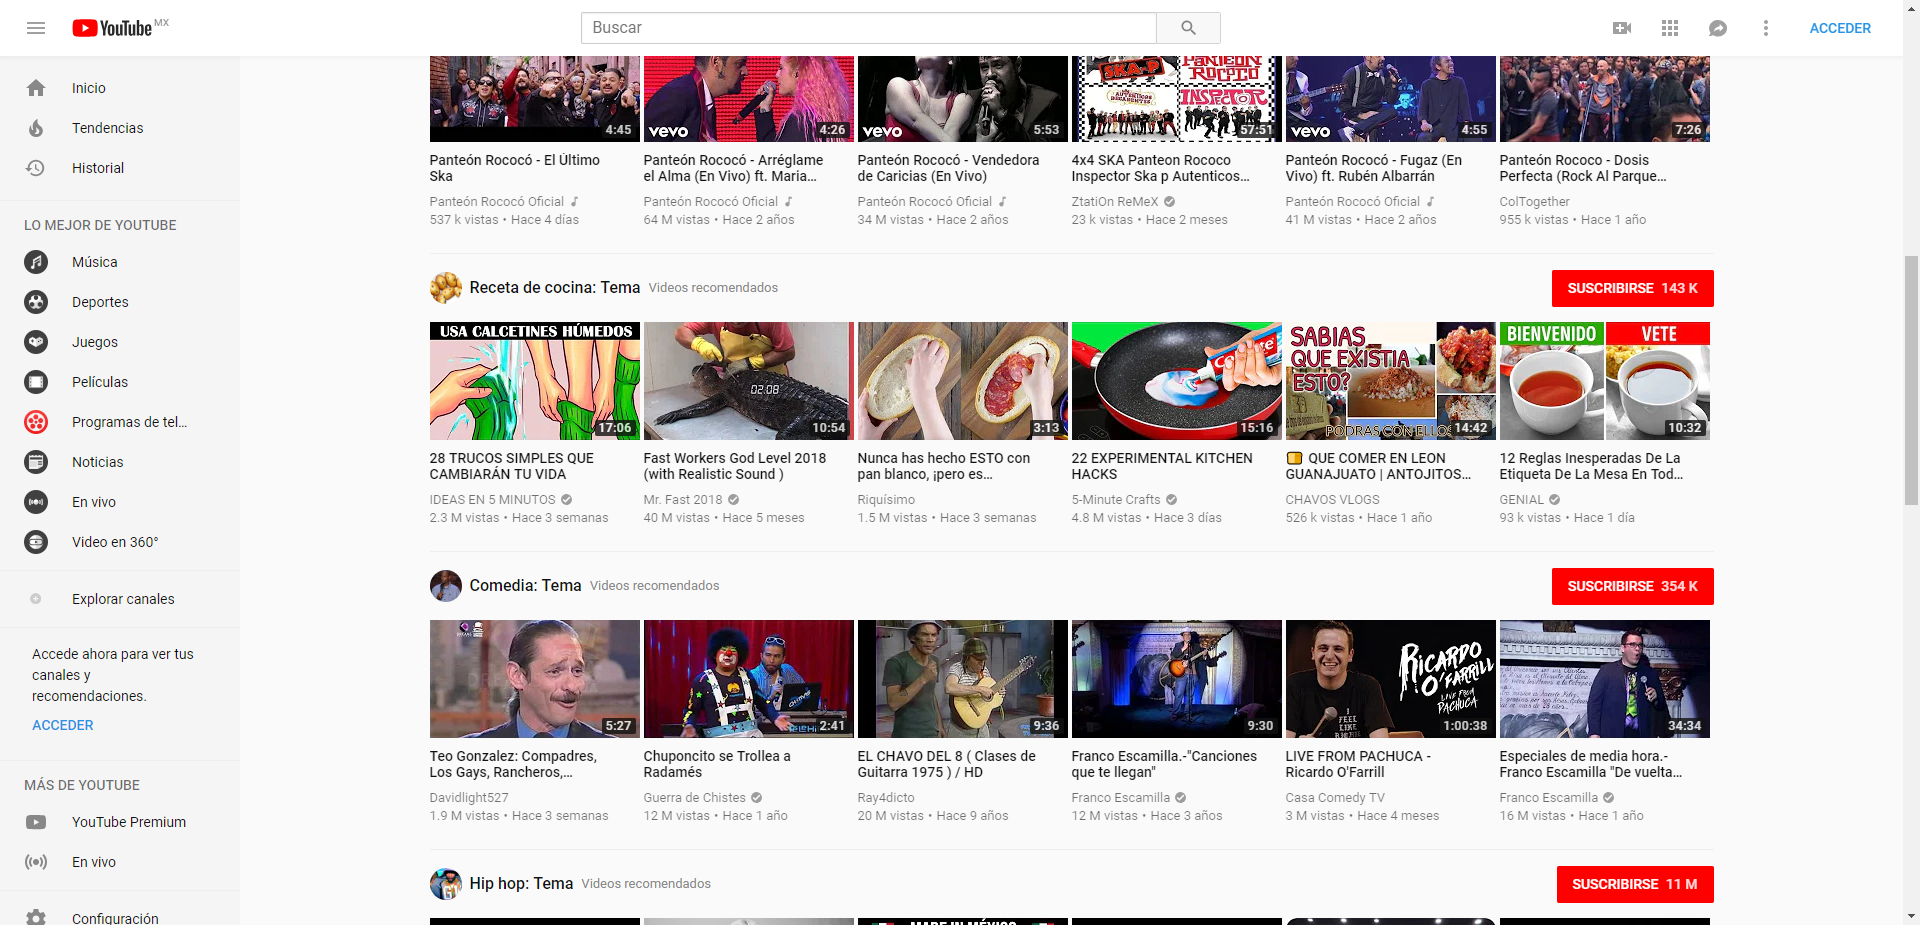 YouTube MX
Buscar
ACCEDER
Inicio
Tendencias
Historial
LO MEJOR DE YOUTUBE
Música
Deportes
Juegos
Películas
Programas de tel...
Noticias
En vivo
Video en 360°
Explorar canales
Accede ahora para ver tus
canales y
recomendaciones.
ACCEDER
MÁS DE YOUTUBE
YouTube Premium
En vivo
Configuración
4:45
vevo 4:26
vevo 5:53
SKA-P PANTEON ROCOCO
AUTENTICOS DECADENTES INSPECTOR
57:51
vevo 4:55
7:26
Panteón Rococó - El Último
Ska
Panteón Rococó Oficial
537 k vistas • Hace 4 días
Panteón Rococó - Arréglame
el Alma (En Vivo) ft. Maria...
Panteón Rococó Oficial
64 M vistas • Hace 2 años
Panteón Rococó - Vendedora
de Caricias (En Vivo)
Panteón Rococó Oficial
34 M vistas • Hace 2 años
4x4 SKA Panteon Rococo
Inspector Ska p Autenticos...
ZtatiOn ReMeX
23 k vistas • Hace 2 meses
Panteón Rococó - Fugaz (En
Vivo) ft. Rubén Albarrán
Panteón Rococó Oficial
41 M vistas • Hace 2 años
Panteón Rococo - Dosis
Perfecta (Rock Al Parque...
ColTogether
955 k vistas • Hace 1 año
Receta de cocina: Tema Videos recomendados
SUSCRIBIRSE 143 K
USA CALCETINES HÚMEDOS
17:06
02.08
10:54
3:13
15:16
SABIAS
QUE EXISTIA
ESTO?
PODRAS CON ELLOS
14:42
BIENVENIDO VETE
10:32
28 TRUCOS SIMPLES QUE
CAMBIARÁN TU VIDA
IDEAS EN 5 MINUTOS
2.3 M vistas • Hace 3 semanas
Fast Workers God Level 2018
(with Realistic Sound )
Mr. Fast 2018
40 M vistas • Hace 5 meses
Nunca has hecho ESTO con
pan blanco, ¡pero es...
Riquísimo
1.5 M vistas • Hace 3 semanas
22 EXPERIMENTAL KITCHEN
HACKS
5-Minute Crafts
4.8 M vistas • Hace 3 días
QUE COMER EN LEON
GUANAJUATO | ANTOJITOS...
CHAVOS VLOGS
526 k vistas • Hace 1 año
12 Reglas Inesperadas De La
Etiqueta De La Mesa En Tod...
GENIAL
93 k vistas • Hace 1 día
Comedia: Tema Videos recomendados
SUSCRIBIRSE 354 K
5:27
2:41
9:36
9:30
RICARDO
O'FARRILL
LIVE FROM
PACHUCA
I FEEL LIKE
1:00:38
34:34
Teo Gonzalez: Compadres,
Los Gays, Rancheros,...
Davidlight527
1.9 M vistas • Hace 3 semanas
Chuponcito se Trollea a
Radamés
Guerra de Chistes
12 M vistas • Hace 1 año
EL CHAVO DEL 8 ( Clases de
Guitarra 1975 ) / HD
Ray4dicto
20 M vistas • Hace 9 años
Franco Escamilla.-"Canciones
que te llegan"
Franco Escamilla
12 M vistas • Hace 3 años
LIVE FROM PACHUCA -
Ricardo O'Farrill
Casa Comedy TV
3 M vistas • Hace 4 meses
Especiales de media hora.-
Franco Escamilla "De vuelta...
Franco Escamilla
16 M vistas • Hace 1 año
Hip hop: Tema Videos recomendados
SUSCRIBIRSE 11 M
MADE IN MÉXICO